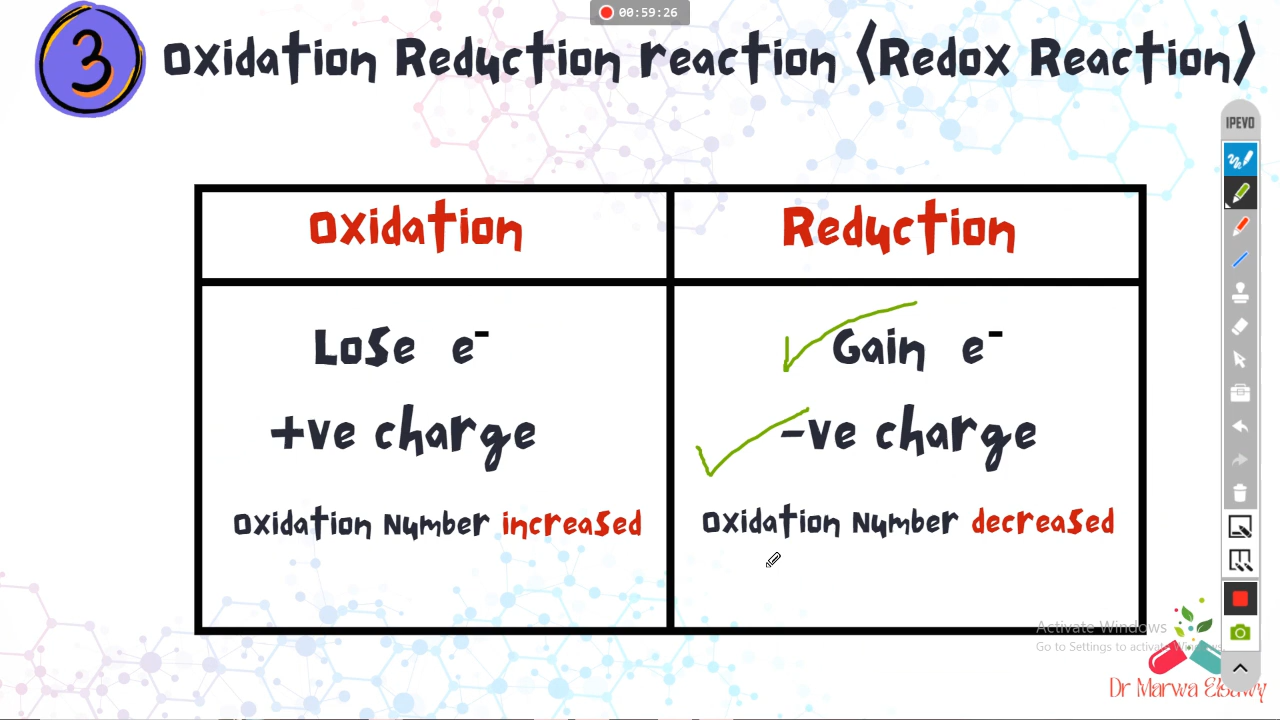 00:59:26
3
Oxidation Reduction reaction (Redox Reaction)
IPEVO
Oxidation
Reduction
Lose e⁻
+ve charge
Oxidation Number increased
Gain e⁻
-ve charge
Oxidation Number decreased
Activate Windows
Go to Settings to activate Windows.
Dr Marwa Elsawy